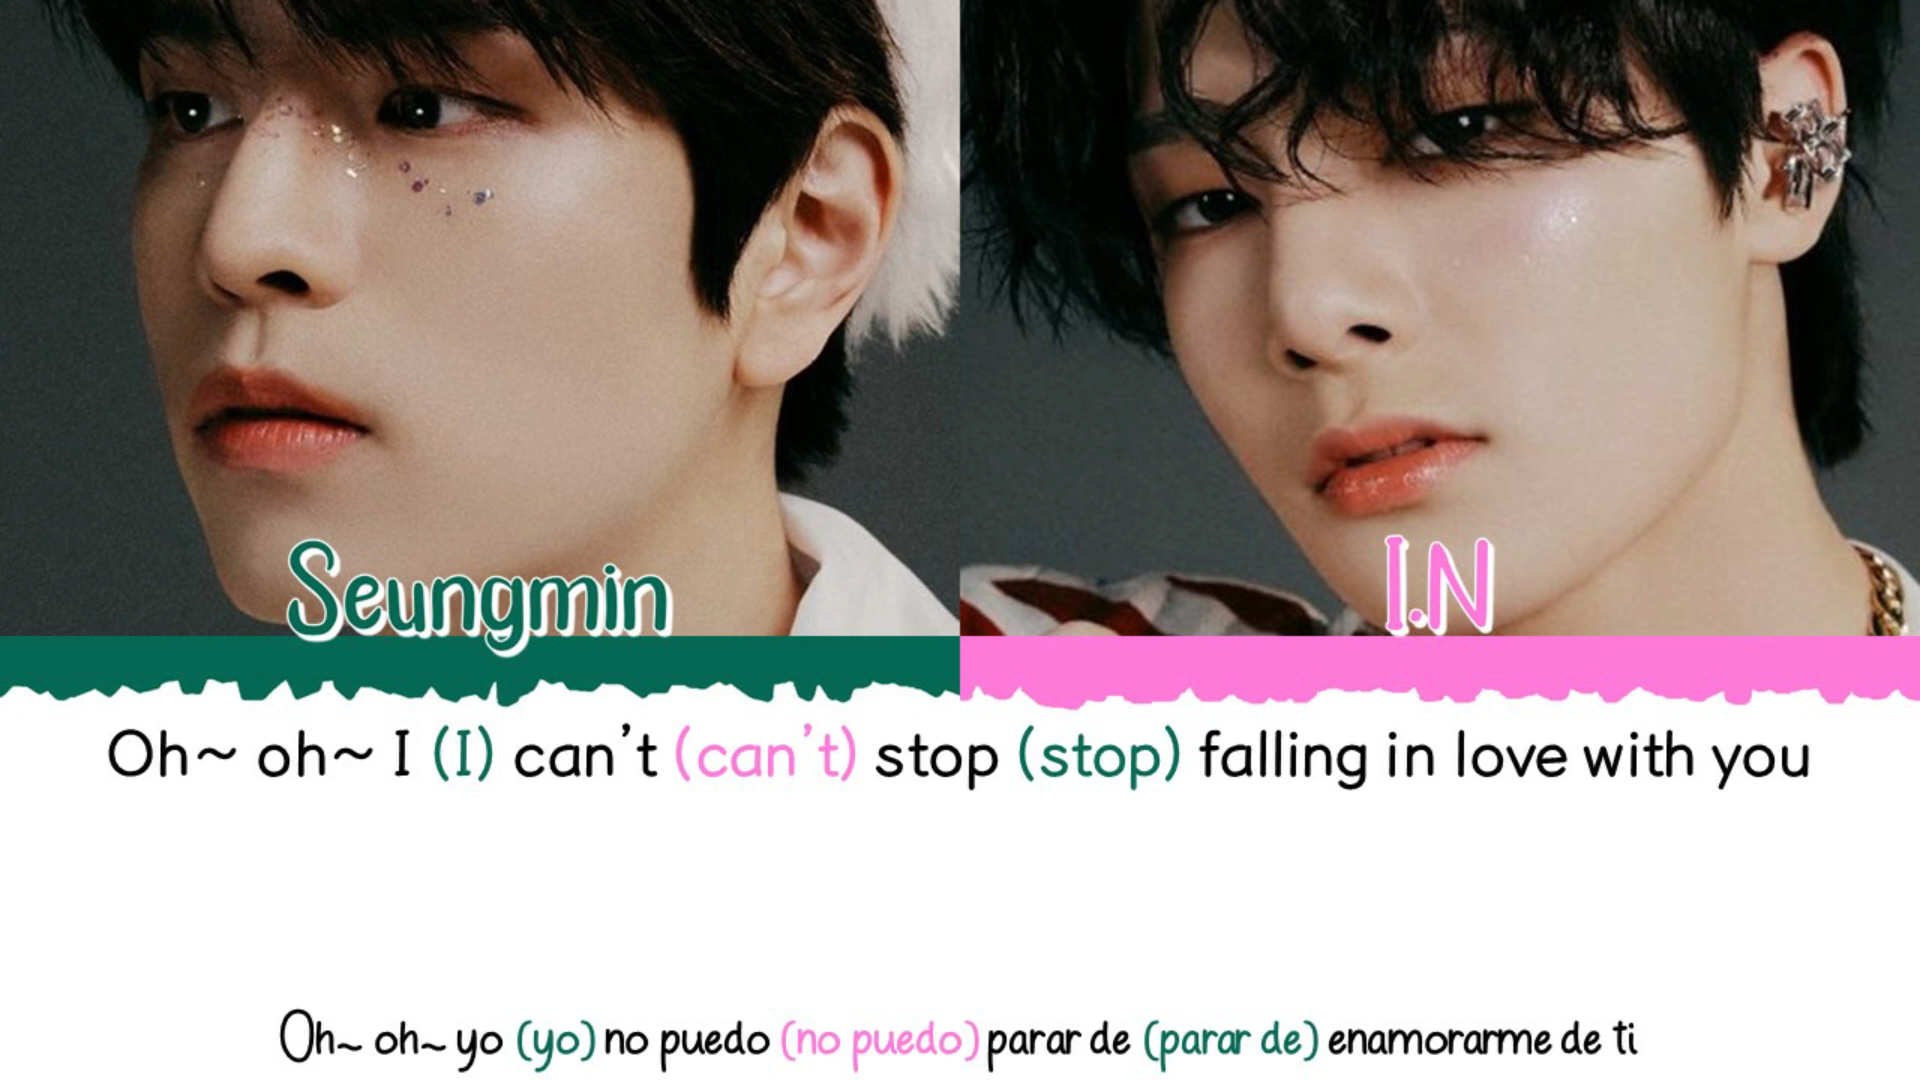 Seungmin
I.N
Oh~ oh~ I (I) can't (can't) stop (stop) falling in love with you
Oh~ oh~ yo (yo) no puedo (no puedo) parar de (parar de) enamorarme de ti